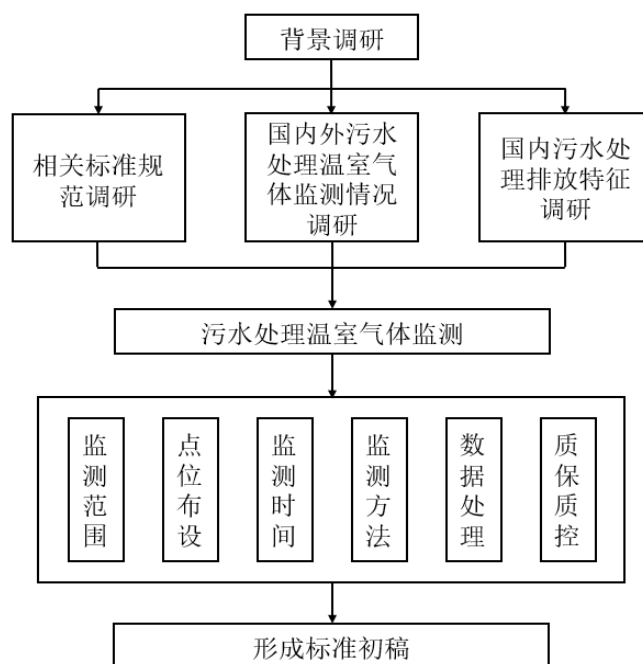 背景调研
相关标准规
范调研
国内外污水
处理温室气
体监测情况
调研
国内污水处
理排放特征
调研
污水处理温室气体监测
监测范围
点位布设
监测时间
监测方法
数据处理
质保质控
形成标准初稿